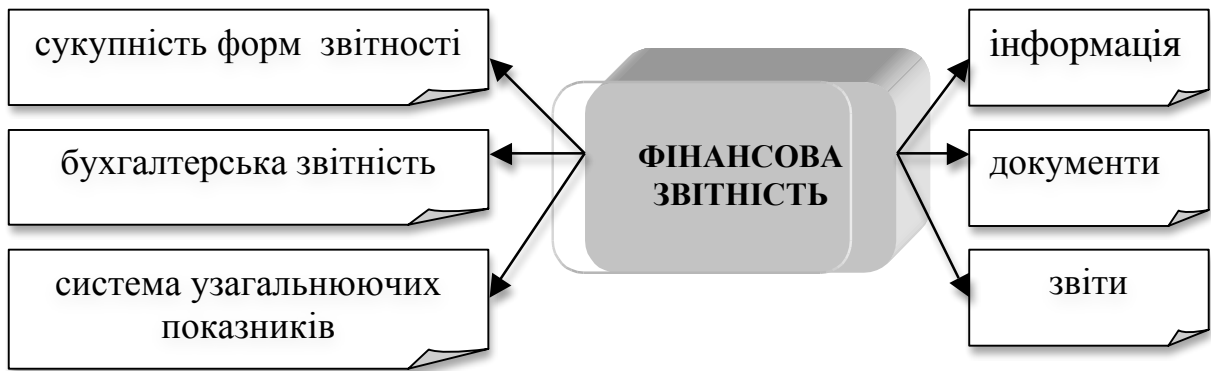 сукупність форм звітності
бухгалтерська звітність
система узагальнюючих
показників
ФІНАНСОВА
ЗВІТНІСТЬ
інформація
документи
звіти